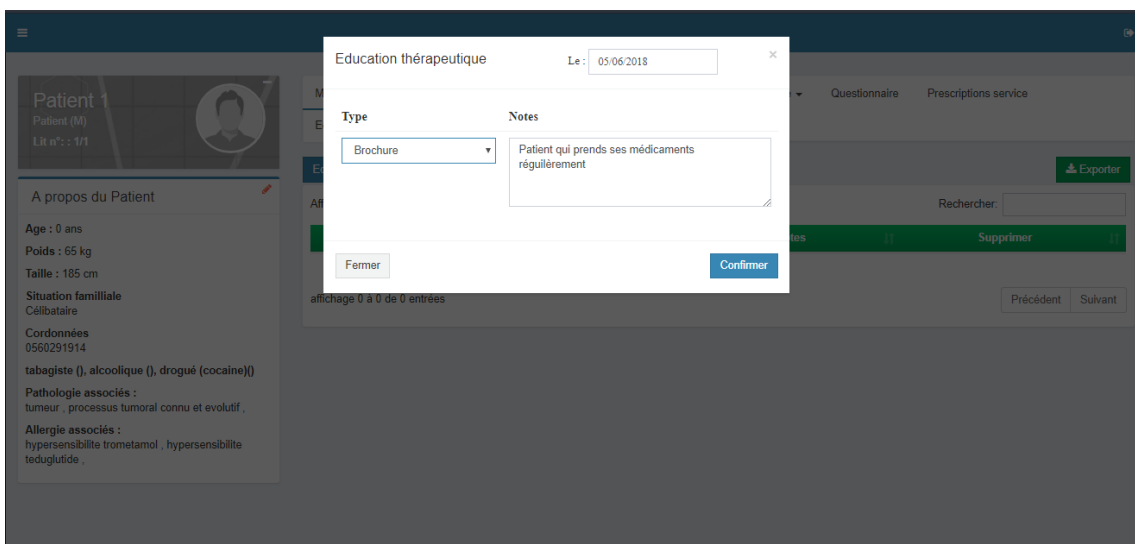 Education thérapeutique
Le : 05/06/2018
×
Type Notes
Brochure
Patient qui prends ses médicaments
réguilèrement
Fermer Confirmer
Patient 1
Patient (M)
Lit n°: : 1/1
A propos du Patient
Age : 0 ans
Poids : 65 kg
Taille : 185 cm
Situation familliale
Célibataire
Cordonnées
0560291914
tabagiste (), alcoolique (), drogué (cocaine)()
Pathologie associés :
tumeur , processus tumoral connu et evolutif ,
Allergie associés :
hypersensibilite trometamol , hypersensibilite
teduglutide ,
Questionnaire Prescriptions service
Exporter
Rechercher:
Supprimer
affichage 0 à 0 de 0 entrées
Précédent Suivant